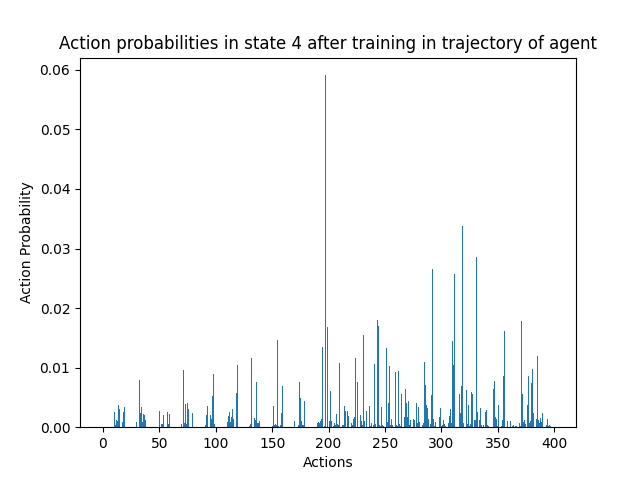 Action probabilities in state 4 after training in trajectory of agent
0.06
0.05
0.04
0.03
0.02
0.01
0.00
Action Probability
0 50 100 150 200 250 300 350 400
Actions